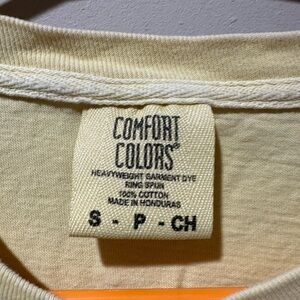 COMFORT
COLORS®
HEAVYWEIGHT GARMENT DYE
RING SPUN
100% COTTON
MADE IN HONDURAS
S - P - CH